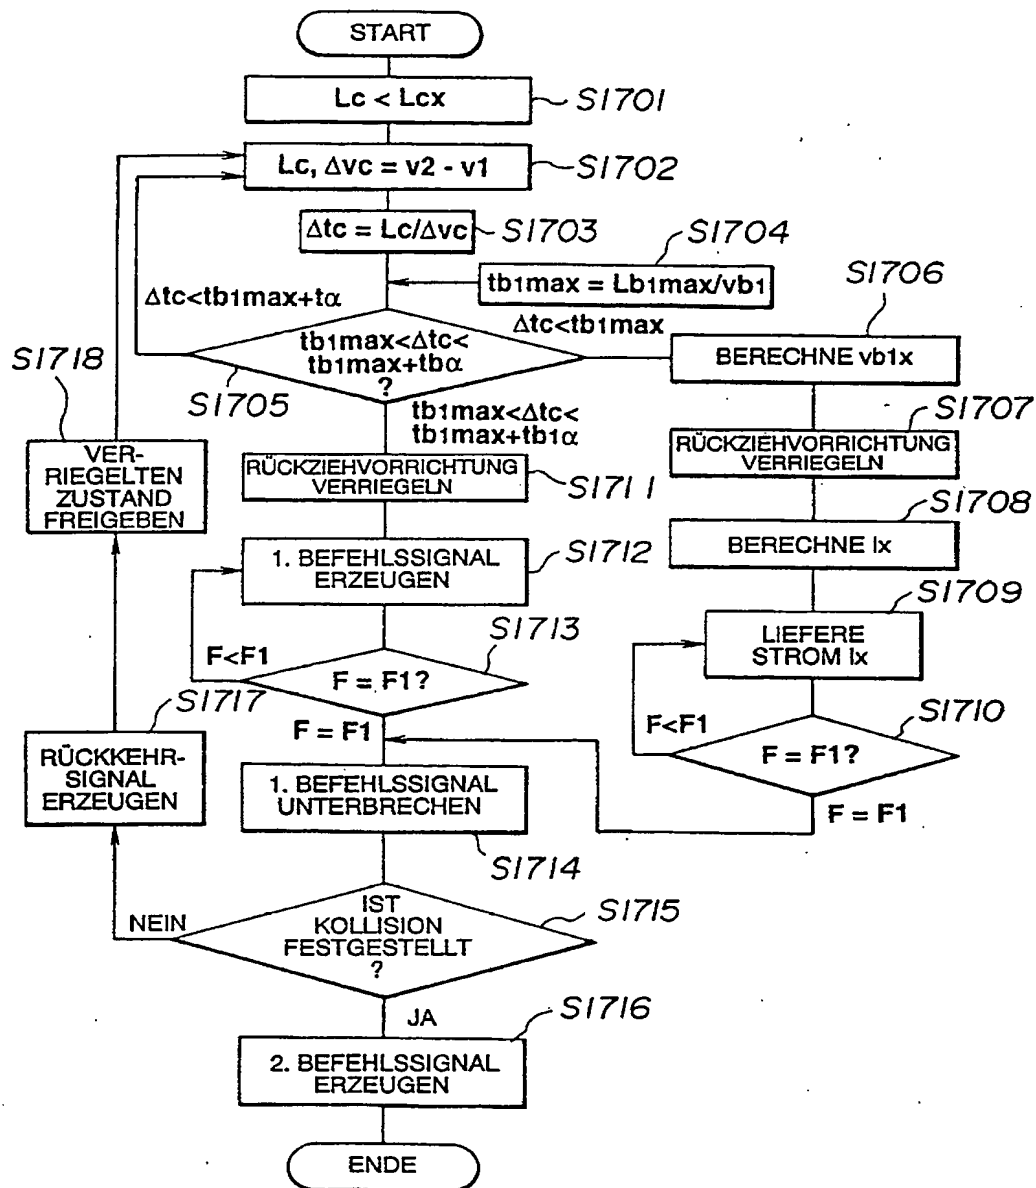 START
Lc < Lcx
S1701
Lc, Δvc = v2 - v1
S1702
Δtc = Lc/Δvc
S1703
S1704
tb1max = Lb1max/vb1
S1706
Δtc<tb1max+tα
Δtc<tb1max
tb1max<Δtc<
tb1max+tbα
?
BERECHNE vb1x
S1718
S1705
tb1max<Δtc<
tb1max+tb1α
S1707
VER-
RIEGELTEN
ZUSTAND
FREIGEBEN
RÜCKZIEHVORRICHTUNG
VERRIEGELN
S1711
RÜCKZIEHVORRICHTUNG
VERRIEGELN
S1708
1. BEFEHLSSIGNAL
ERZEUGEN
S1712
BERECHNE Ix
S1709
S1713
LIEFERE
STROM Ix
F<F1
F = F1?
S1717
F<F1
S1710
F = F1
F = F1?
RÜCKKEHR-
SIGNAL
ERZEUGEN
1. BEFEHLSSIGNAL
UNTERBRECHEN
F = F1
S1714
NEIN
IST
KOLLISION
FESTGESTELLT
?
S1715
JA
S1716
2. BEFEHLSSIGNAL
ERZEUGEN
ENDE